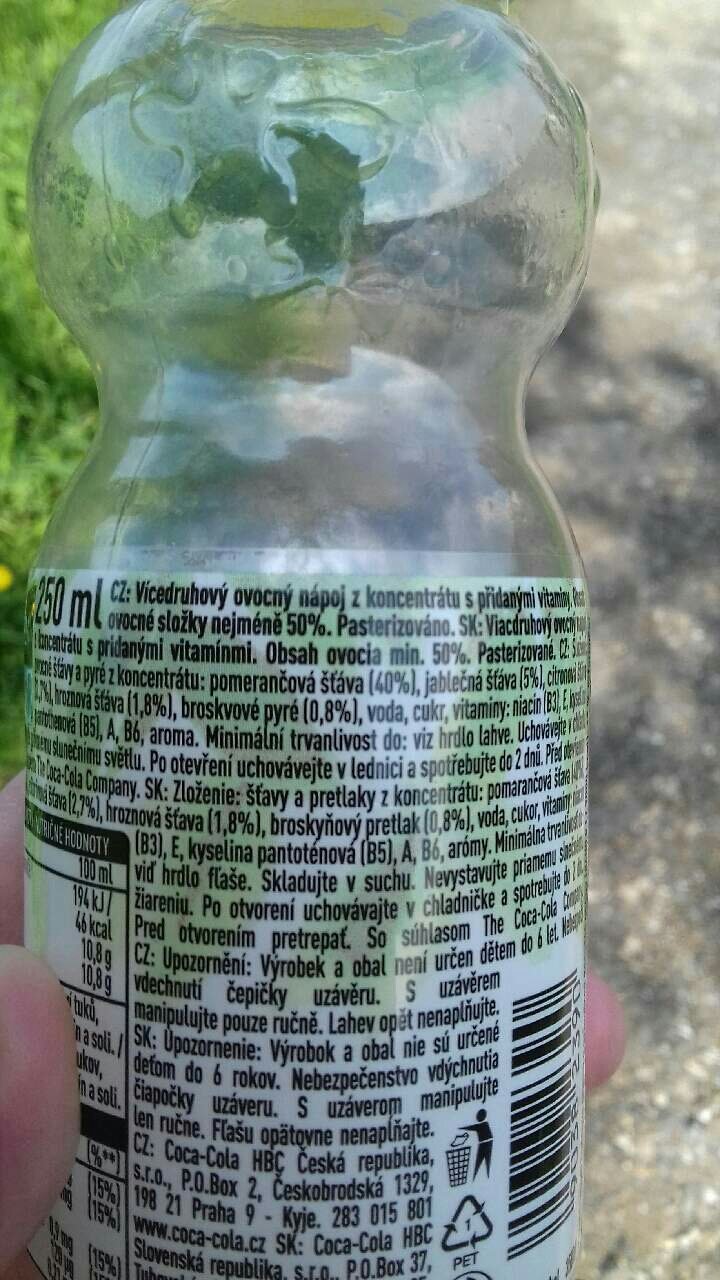 250 ml CZ: Vícedruhový ovocný nápoj z koncentrátu s přidanými vitaminy.
ovocné složky nejméně 50%. Pasterizováno. SK: Viacdruhový ovocný
koncentrátu s pridanými vitamínmi. Obsah ovocia min. 50%. Pasterizované. CZ:
šťávy a pyré z koncentrátu: pomerančová šťáva (40%), jablečná šťáva (5%), citronová
hroznová šťáva (1,8%), broskvové pyré (0,8%), voda, cukr, vitaminy: niacin (B3), E,
(B5), A, B6, aroma. Minimální trvanlivost do: viz hrdlo lahve. Uchovávejte v
slunečnímu světlu. Po otevření uchovávejte v lednici a spotřebujte do 2 dnů. Před
The Coca-Cola Company. SK: Zloženie: šťavy a pretlaky z koncentrátu: pomarančová šťava
šťava (2,7%), hroznová šťava (1,8%), broskyňový pretlak (0,8%), voda, cukor, vitamíny
(B3), E, kyselina pantoténová (B5), A, B6, arómy. Minimálna
viď hrdlo fľaše. Skladujte v suchu. Nevystavujte priamemu
žiareniu. Po otvorení uchovávajte v chladničke a spotrebujte do 2
Pred otvorením pretrepať. So súhlasom The Coca-Cola
CZ: Upozornění: Výrobek a obal není určen dětem do 6 let.
vdechnutí čepičky uzávěru. S uzávěrem
manipulujte pouze ručně. Lahev opět nenaplňujte.
SK: Upozornenie: Výrobok a obal nie sú určené
deťom do 6 rokov. Nebezpečenstvo vdýchnutia
čiapočky uzáveru. S uzáverom manipulujte
len ručne. Fľašu opätovne nenapĺňajte.
CZ: Coca-Cola HBC Česká republika,
s.r.o., P.O.Box 2, Českobrodská 1329,
198 21 Praha 9 - Kyje. 283 015 801
www.coca-cola.cz SK: Coca-Cola HBC
Slovenská republika, s.r.o., P.O.Box 37,
HODNOTY
100 ml
194 kJ/
46 kcal
10,8 g
10,8 g
tuků,
a soli./
a soli.
(%**)
(15%)
(15%)
(15%)
1
PET